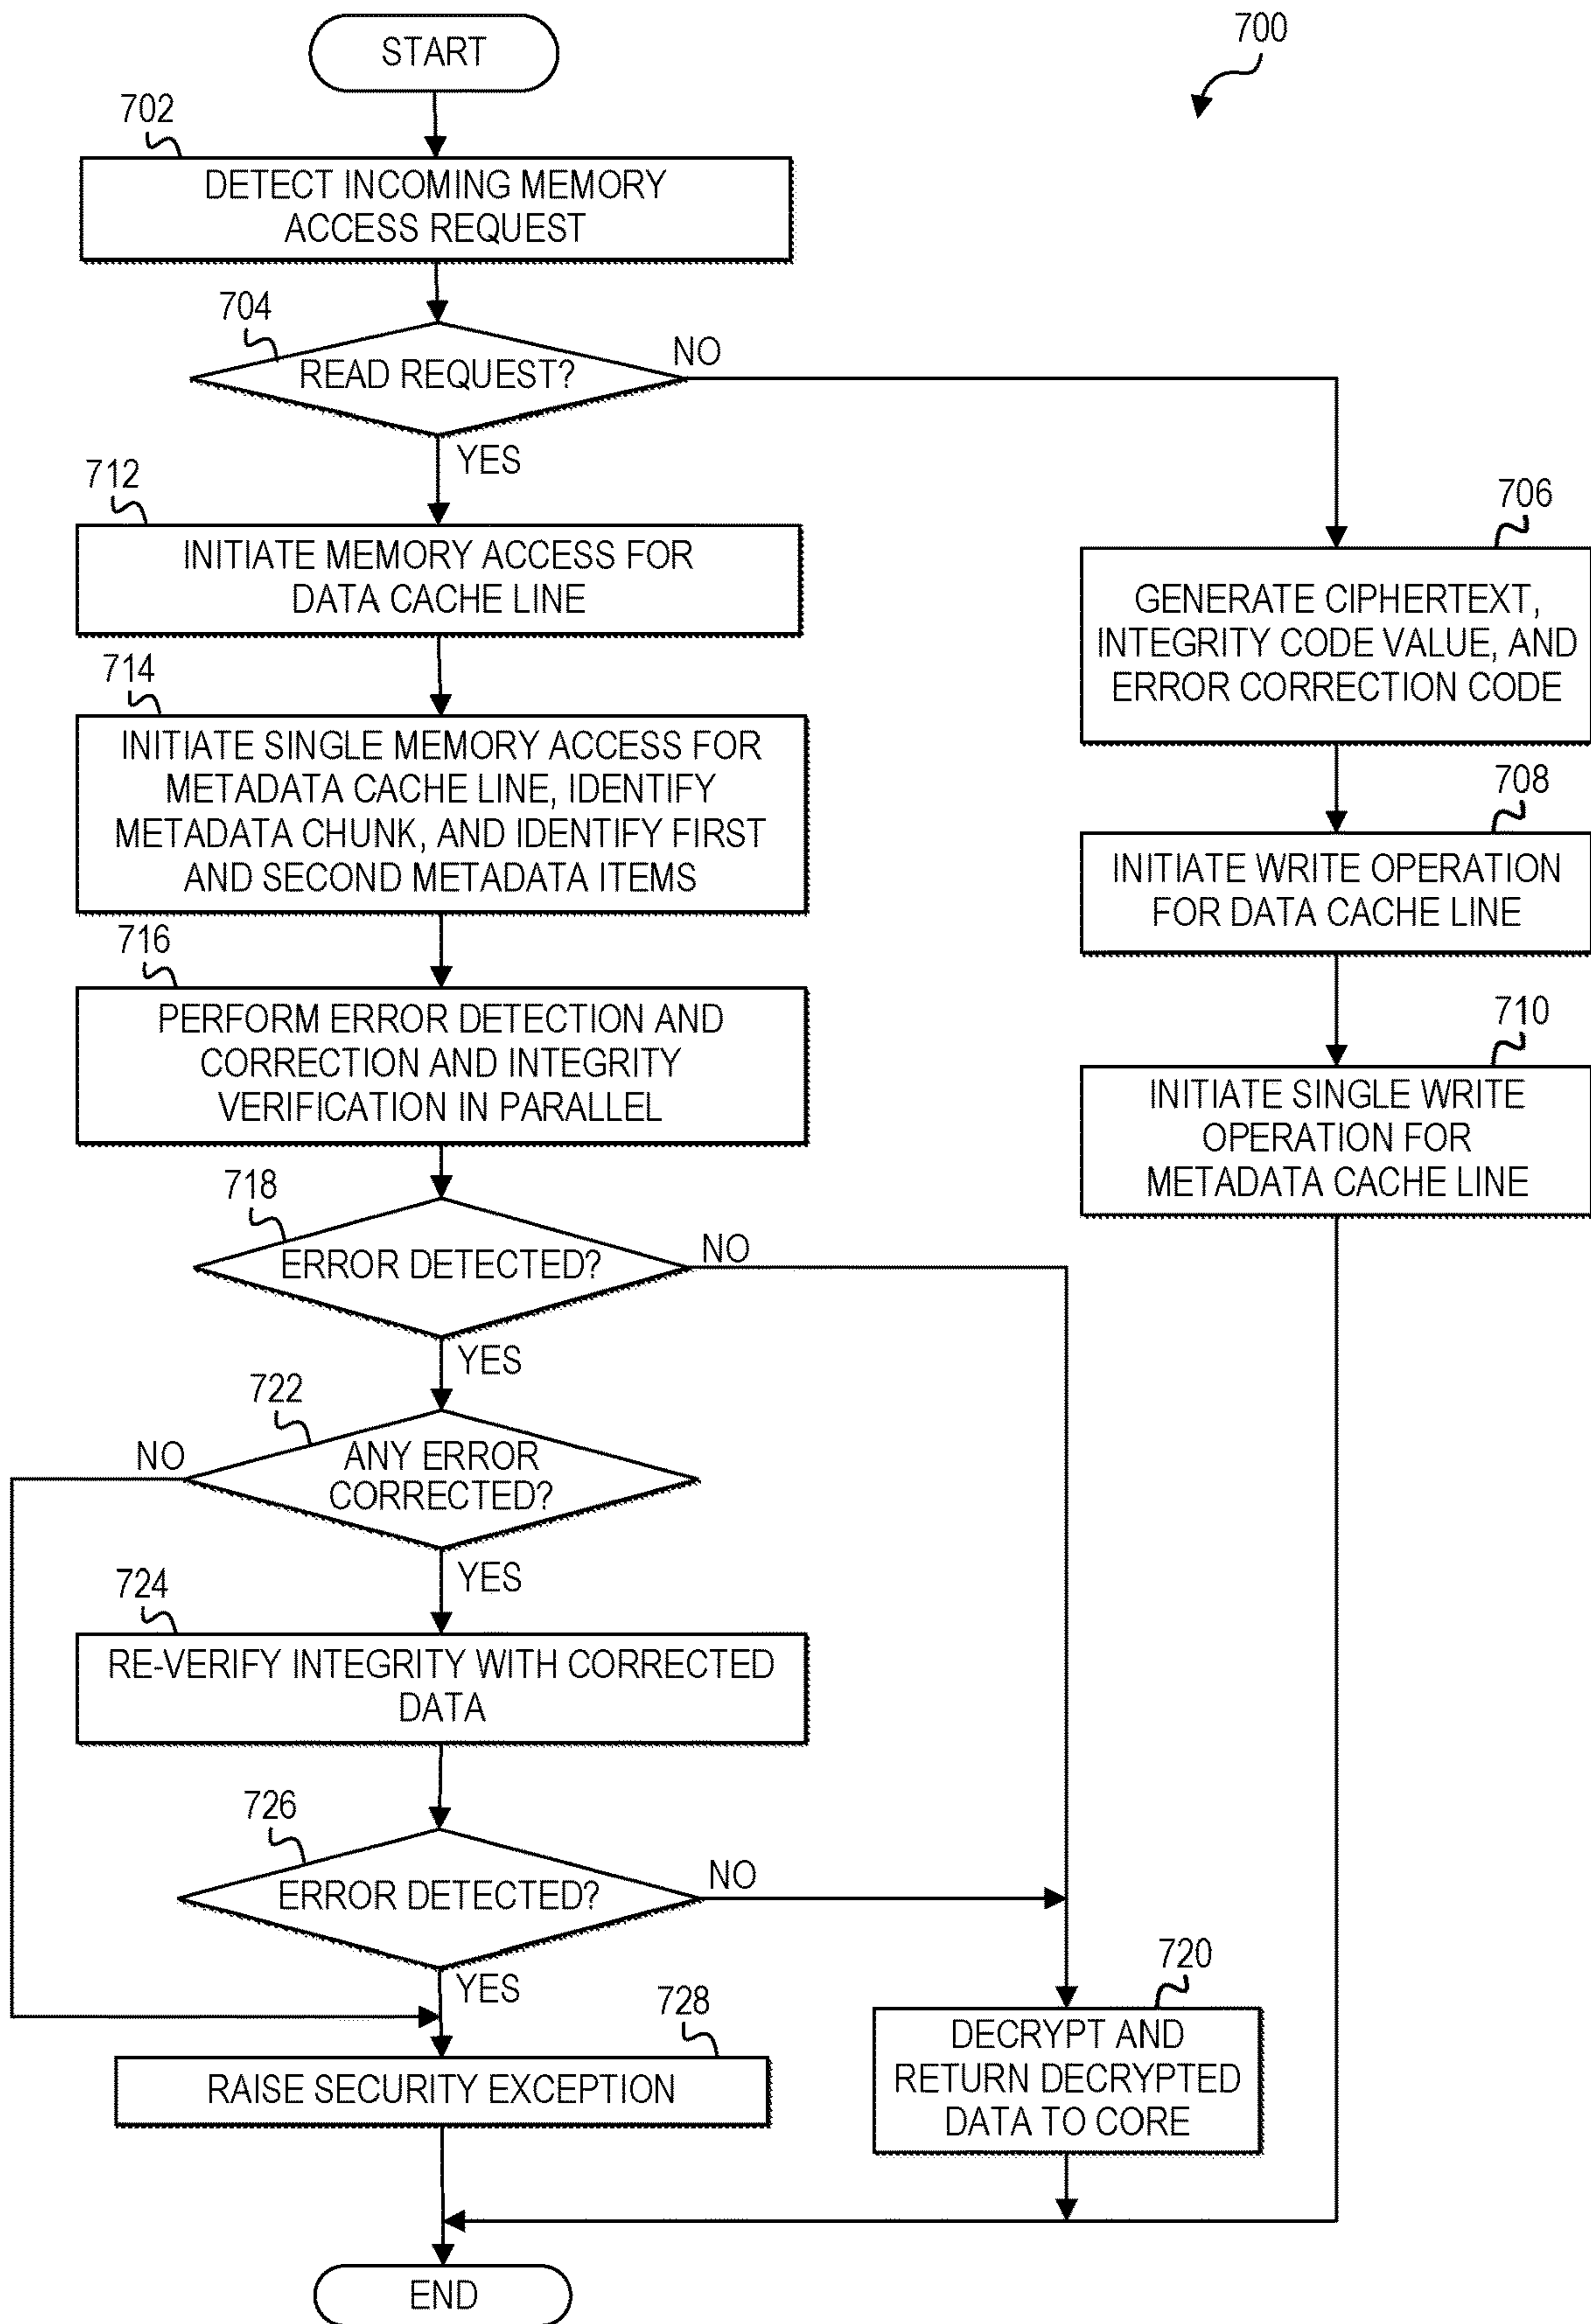 START
700
702
DETECT INCOMING MEMORY
ACCESS REQUEST
704
READ REQUEST?
NO
YES
712
INITIATE MEMORY ACCESS FOR
DATA CACHE LINE
706
GENERATE CIPHERTEXT,
INTEGRITY CODE VALUE, AND
ERROR CORRECTION CODE
714
INITIATE SINGLE MEMORY ACCESS FOR
METADATA CACHE LINE, IDENTIFY
METADATA CHUNK, AND IDENTIFY FIRST
AND SECOND METADATA ITEMS
708
INITIATE WRITE OPERATION
FOR DATA CACHE LINE
716
PERFORM ERROR DETECTION AND
CORRECTION AND INTEGRITY
VERIFICATION IN PARALLEL
710
INITIATE SINGLE WRITE
OPERATION FOR
METADATA CACHE LINE
718
ERROR DETECTED?
NO
YES
722
ANY ERROR
CORRECTED?
NO
YES
724
RE-VERIFY INTEGRITY WITH CORRECTED
DATA
726
ERROR DETECTED?
NO
YES
728
RAISE SECURITY EXCEPTION
720
DECRYPT AND
RETURN DECRYPTED
DATA TO CORE
END